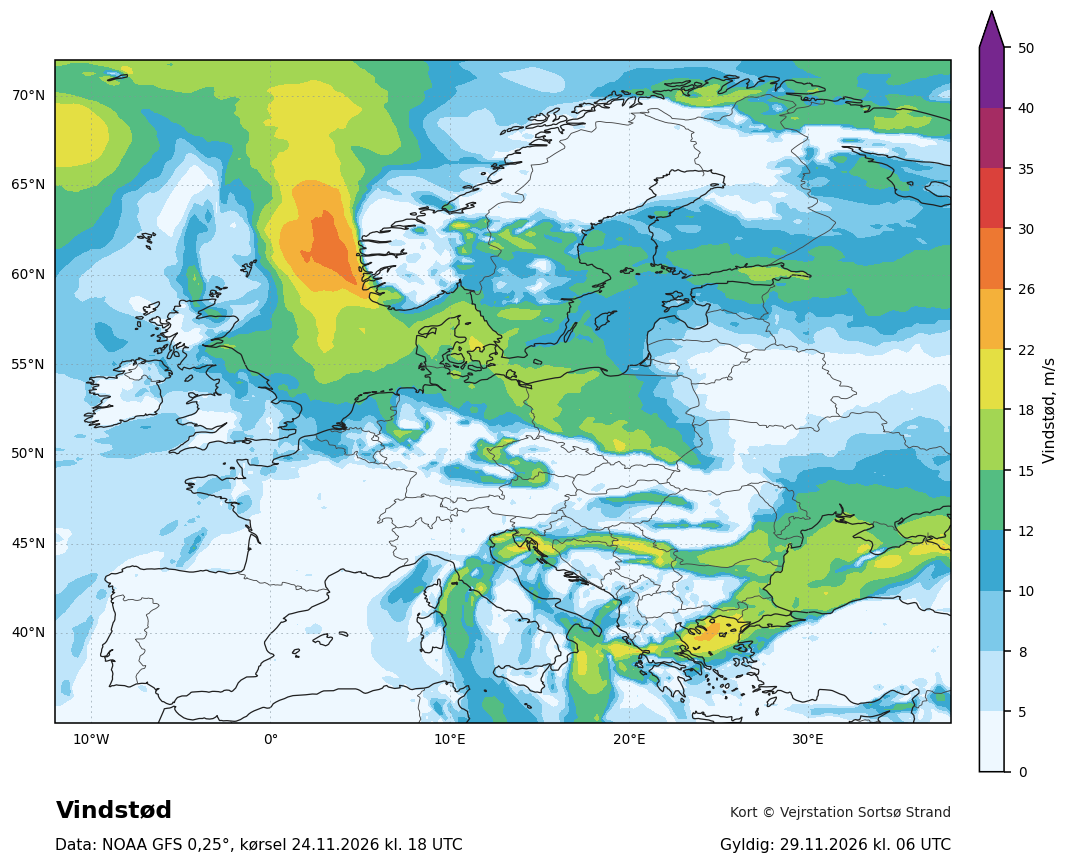 50
40
35
30
26
22
18
15
12
10
8
5
0
Vindstød, m/s
70°N
65°N
60°N
55°N
50°N
45°N
40°N
10°W
0°
10°E
20°E
30°E
Vindstød
Kort © Vejrstation Sortsø Strand
Data: NOAA GFS 0,25°, kørsel 24.11.2026 kl. 18 UTC
Gyldig: 29.11.2026 kl. 06 UTC